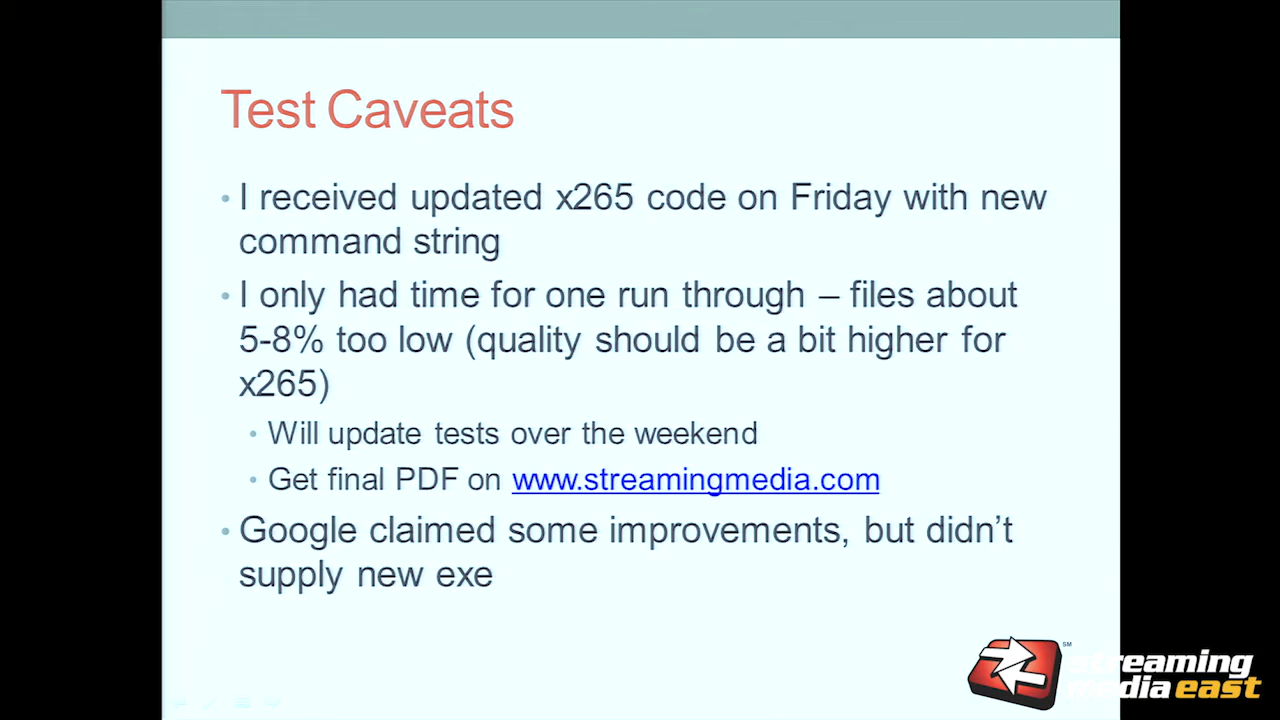 Test Caveats
• I received updated x265 code on Friday with new
command string
• I only had time for one run through – files about
5-8% too low (quality should be a bit higher for
x265)
• Will update tests over the weekend
• Get final PDF on www.streamingmedia.com
• Google claimed some improvements, but didn’t
supply new exe
SM
streaming
media east